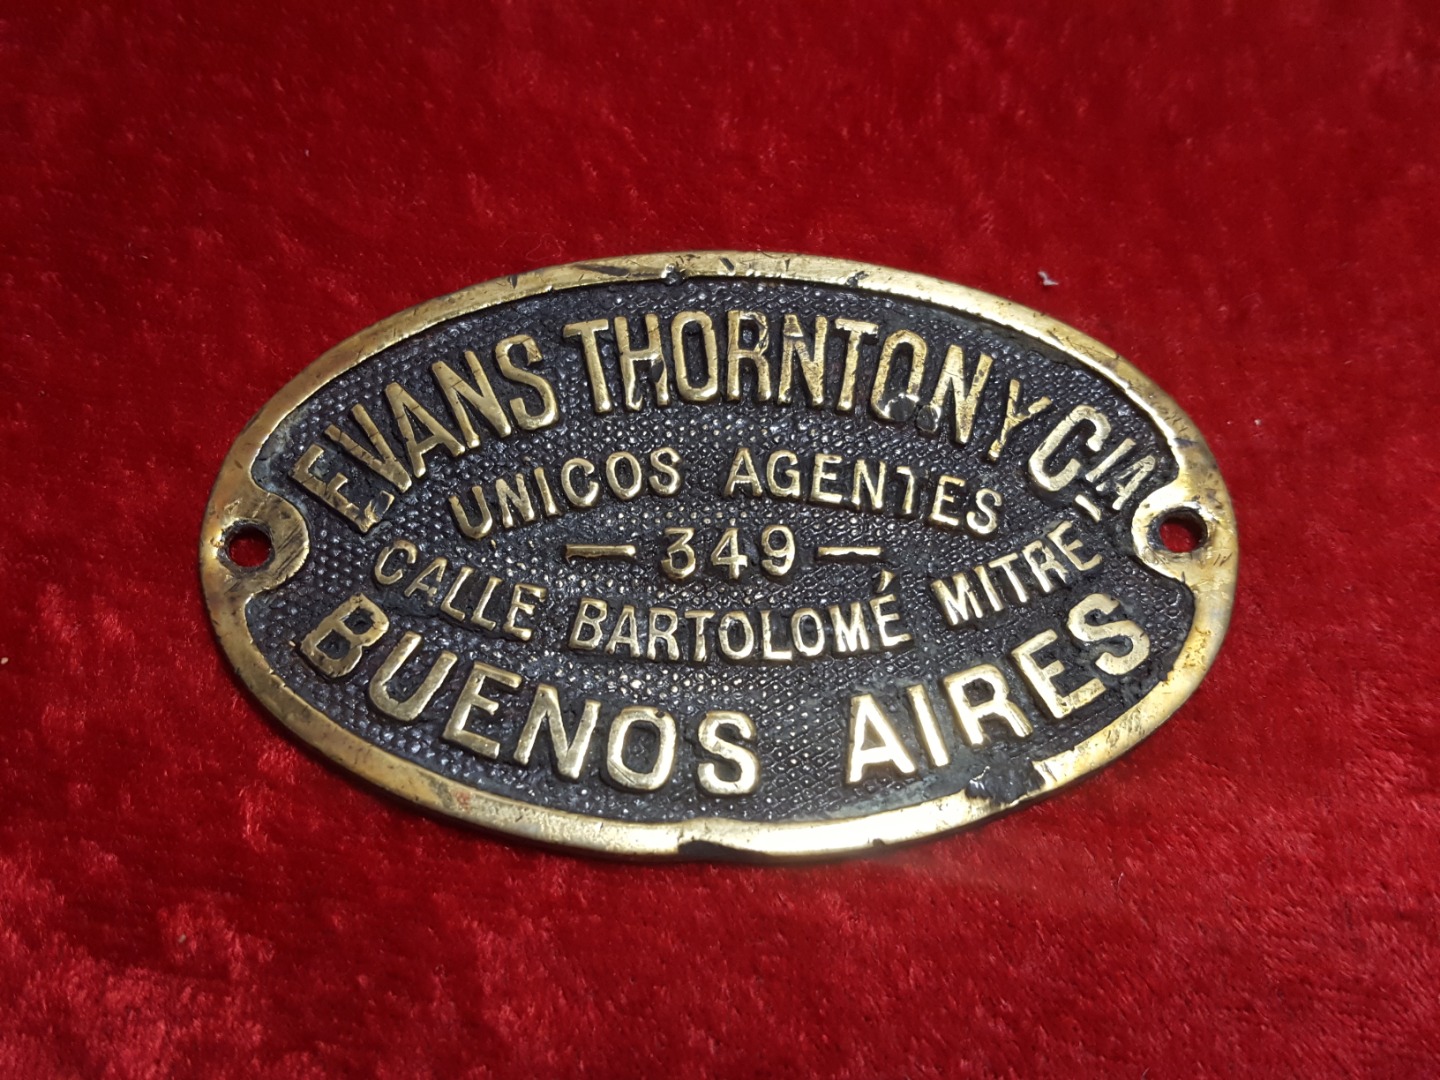 EVANS THORNTON Y CIA
UNICOS AGENTES
— 349 —
CALLE BARTOLOMÉ MITRE
BUENOS AIRES